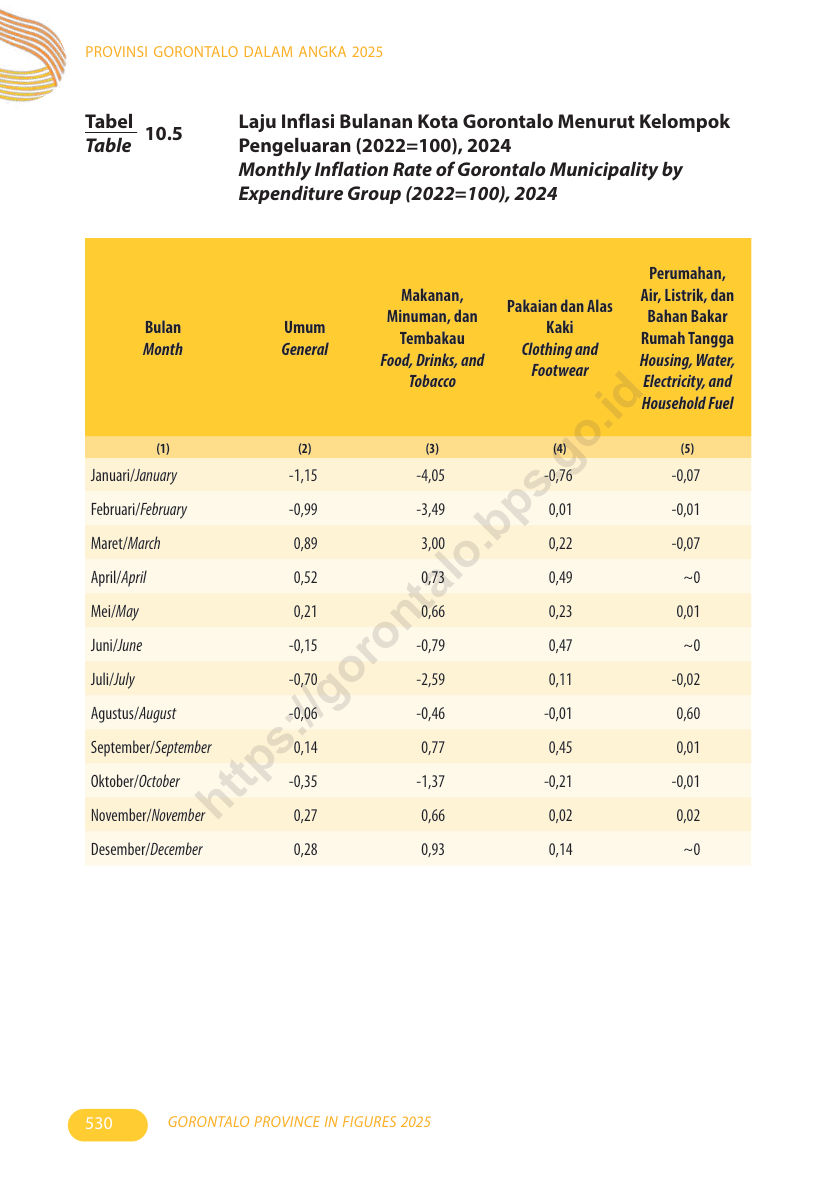 PROVINSI GORONTALO DALAM ANGKA 2025
Tabel
Table
10.5
Laju Inflasi Bulanan Kota Gorontalo Menurut Kelompok
Pengeluaran (2022=100), 2024
Monthly Inflation Rate of Gorontalo Municipality by
Expenditure Group (2022=100), 2024
Bulan
Month
Umum
General
Makanan,
Minuman, dan
Tembakau
Food, Drinks, and
Tobacco
Pakaian dan Alas
Kaki
Clothing and
Footwear
Perumahan,
Air, Listrik, dan
Bahan Bakar
Rumah Tangga
Housing, Water,
Electricity, and
Household Fuel
(1) (2) (3) (4) (5)
Januari/January -1,15 -4,05 -0,76 -0,07
Februari/February -0,99 -3,49 0,01 -0,01
Maret/March 0,89 3,00 0,22 -0,07
April/April 0,52 0,73 0,49 ~0
Mei/May 0,21 0,66 0,23 0,01
Juni/June -0,15 -0,79 0,47 ~0
Juli/July -0,70 -2,59 0,11 -0,02
Agustus/August -0,06 -0,46 -0,01 0,60
September/September 0,14 0,77 0,45 0,01
Oktober/October -0,35 -1,37 -0,21 -0,01
November/November 0,27 0,66 0,02 0,02
Desember/December 0,28 0,93 0,14 ~0
https://gorontalo.bps.go.id
530
GORONTALO PROVINCE IN FIGURES 2025